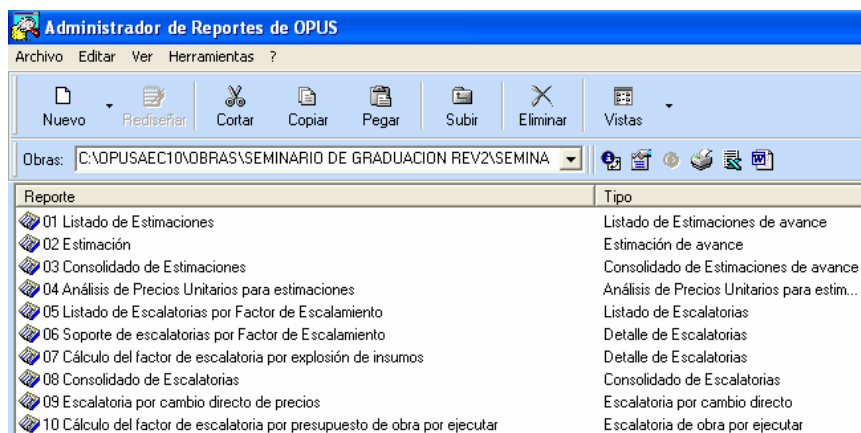 Administrador de Reportes de OPUS
Archivo Editar Ver Herramientas ?
Nuevo Rediseñar Cortar Copiar Pegar Subir Eliminar Vistas
Obras: C:\OPUSAEC10\OBRAS\SEMINARIO DE GRADUACION REV2\SEMINA
Reporte Tipo
01 Listado de Estimaciones Listado de Estimaciones de avance
02 Estimación Estimación de avance
03 Consolidado de Estimaciones Consolidado de Estimaciones de avance
04 Análisis de Precios Unitarios para estimaciones Análisis de Precios Unitarios para estim...
05 Listado de Escalatorias por Factor de Escalamiento Listado de Escalatorias
06 Soporte de escalatorias por Factor de Escalamiento Detalle de Escalatorias
07 Cálculo del factor de escalatoria por explosión de insumos Detalle de Escalatorias
08 Consolidado de Escalatorias Consolidado de Escalatorias
09 Escalatoria por cambio directo de precios Escalatoria por cambio directo
10 Cálculo del factor de escalatoria por presupuesto de obra por ejecutar Escalatoria de obra por ejecutar